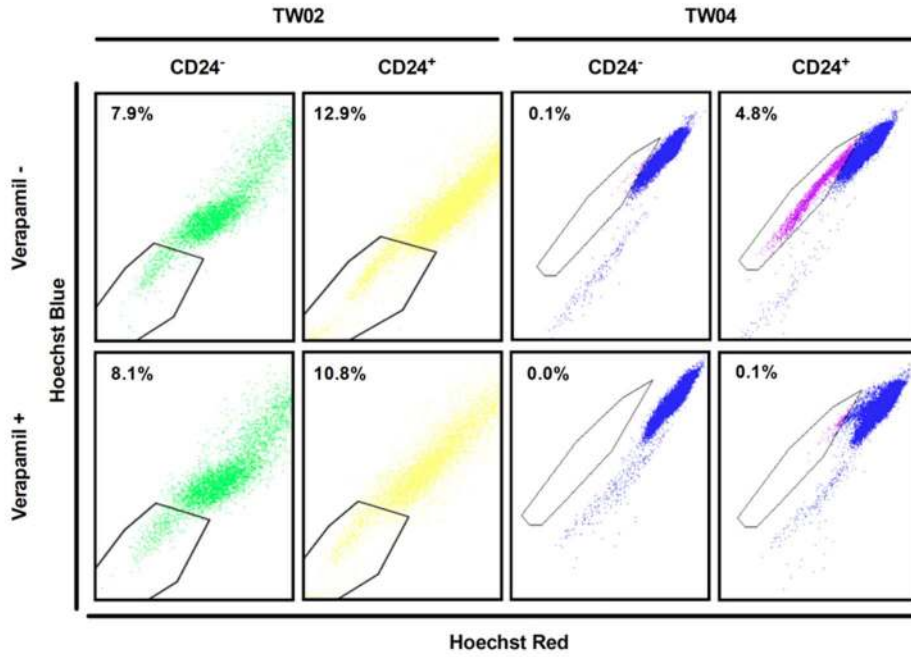 TW02 TW04
CD24⁻ CD24⁺ CD24⁻ CD24⁺
Verapamil -
7.9% 12.9% 0.1% 4.8%
Hoechst Blue
Verapamil +
8.1% 10.8% 0.0% 0.1%
Hoechst Red